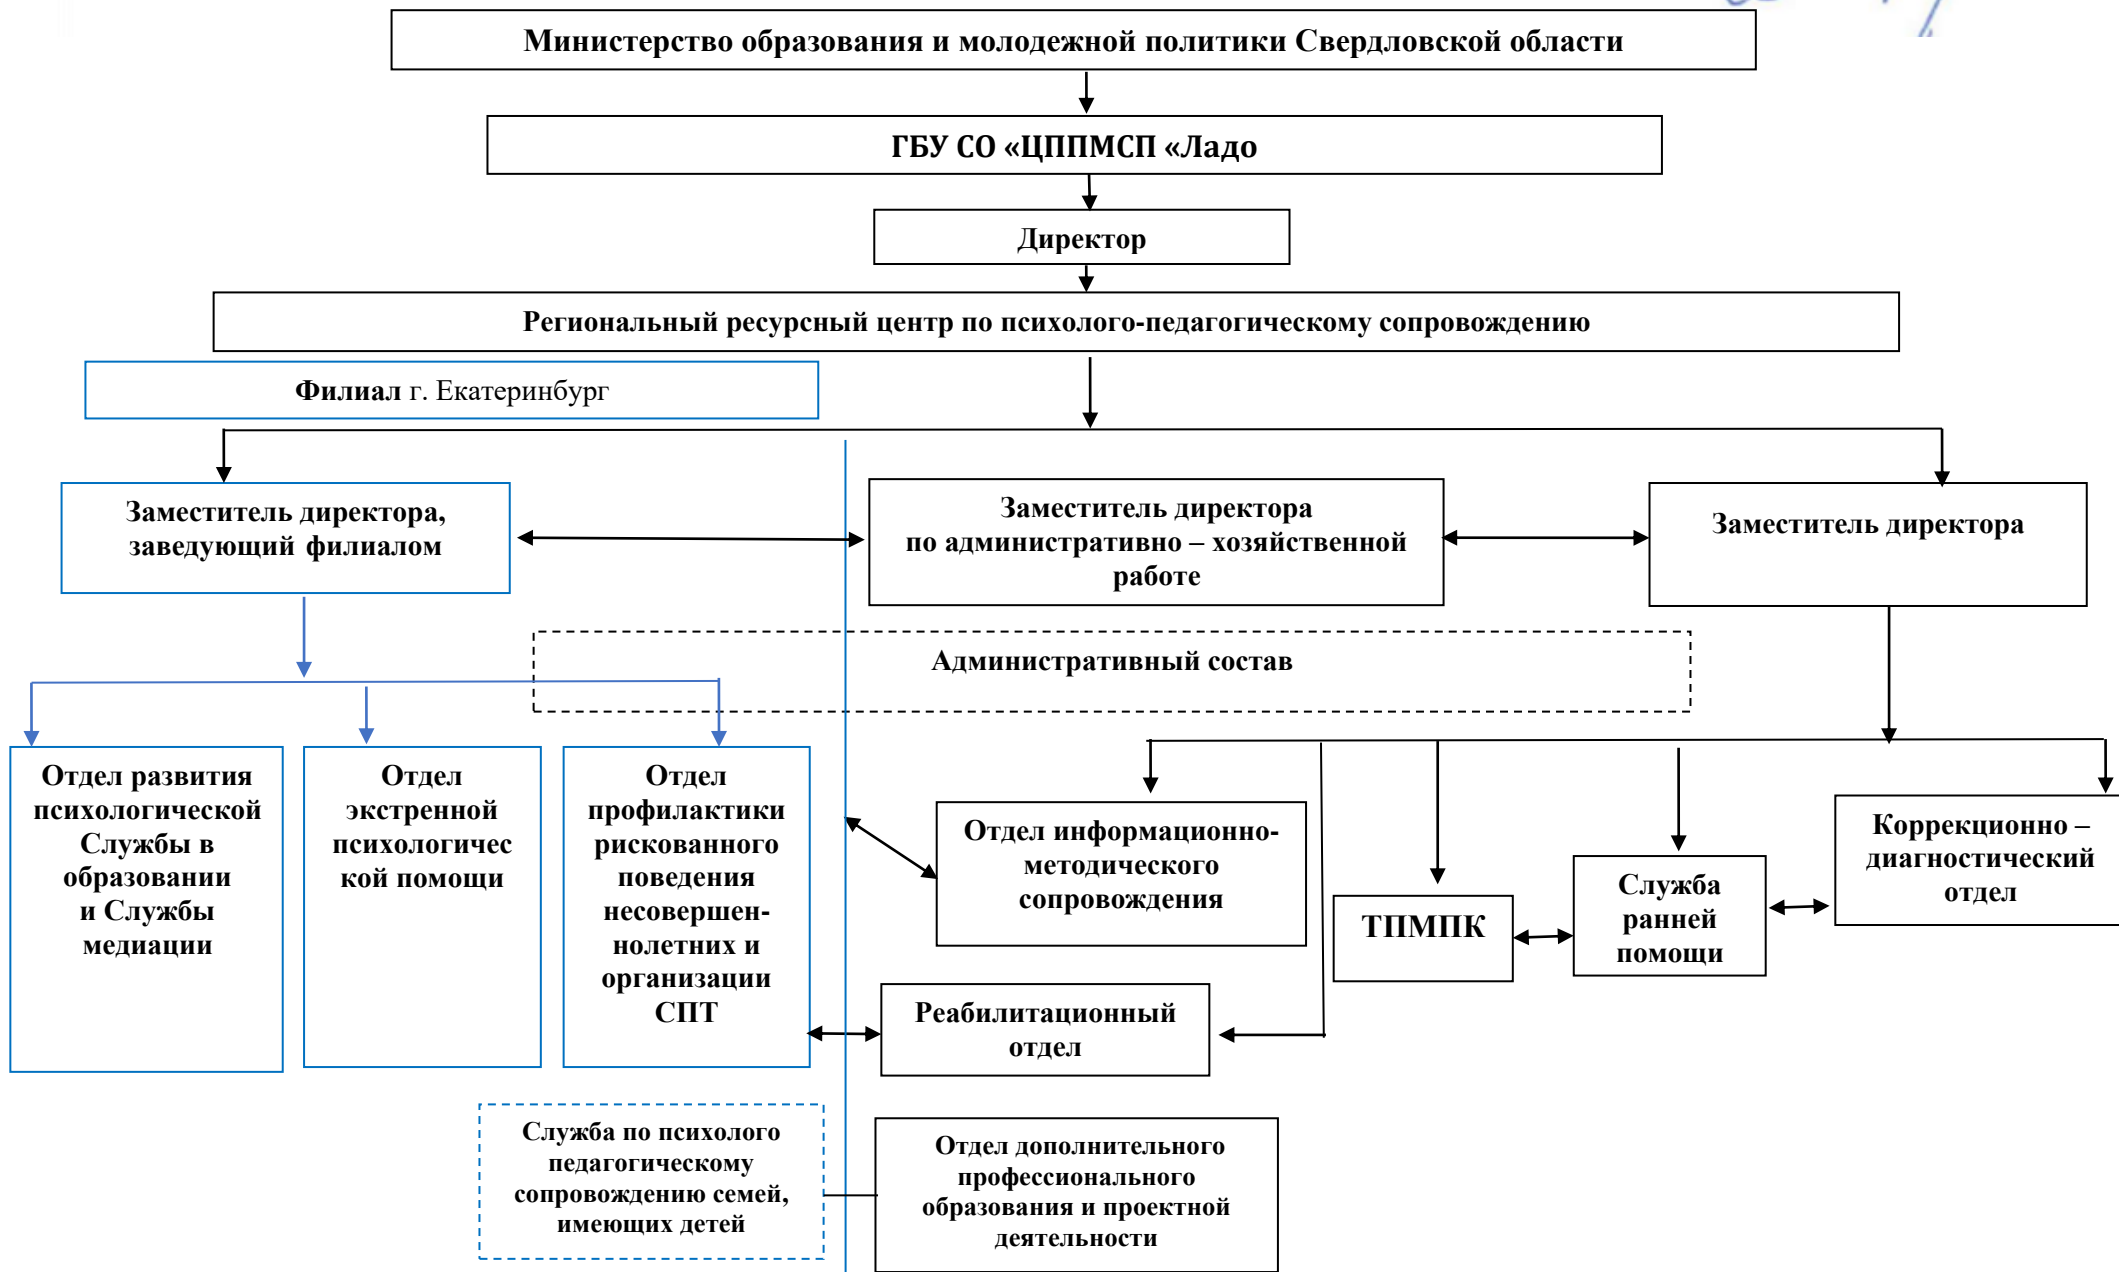 Министерство образования и молодежной политики Свердловской области
ГБУ СО «ЦППМСП «Ладо
Директор
Региональный ресурсный центр по психолого-педагогическому сопровождению
Филиал г. Екатеринбург
Заместитель директора,
заведующий филиалом
Заместитель директора
по административно – хозяйственной
работе
Заместитель директора
Административный состав
Отдел развития
психологической
Службы в
образовании
и Службы
медиации
Отдел
экстренной
психологичес
кой помощи
Отдел
профилактики
рискованного
поведения
несовершен-
нолетних и
организации
СПТ
Отдел информационно-
методического
сопровождения
ТПМПК
Служба
ранней
помощи
Коррекционно –
диагностический
отдел
Реабилитационный
отдел
Служба по психолого
педагогическому
сопровождению семей,
имеющих детей
Отдел дополнительного
профессионального
образования и проектной
деятельности